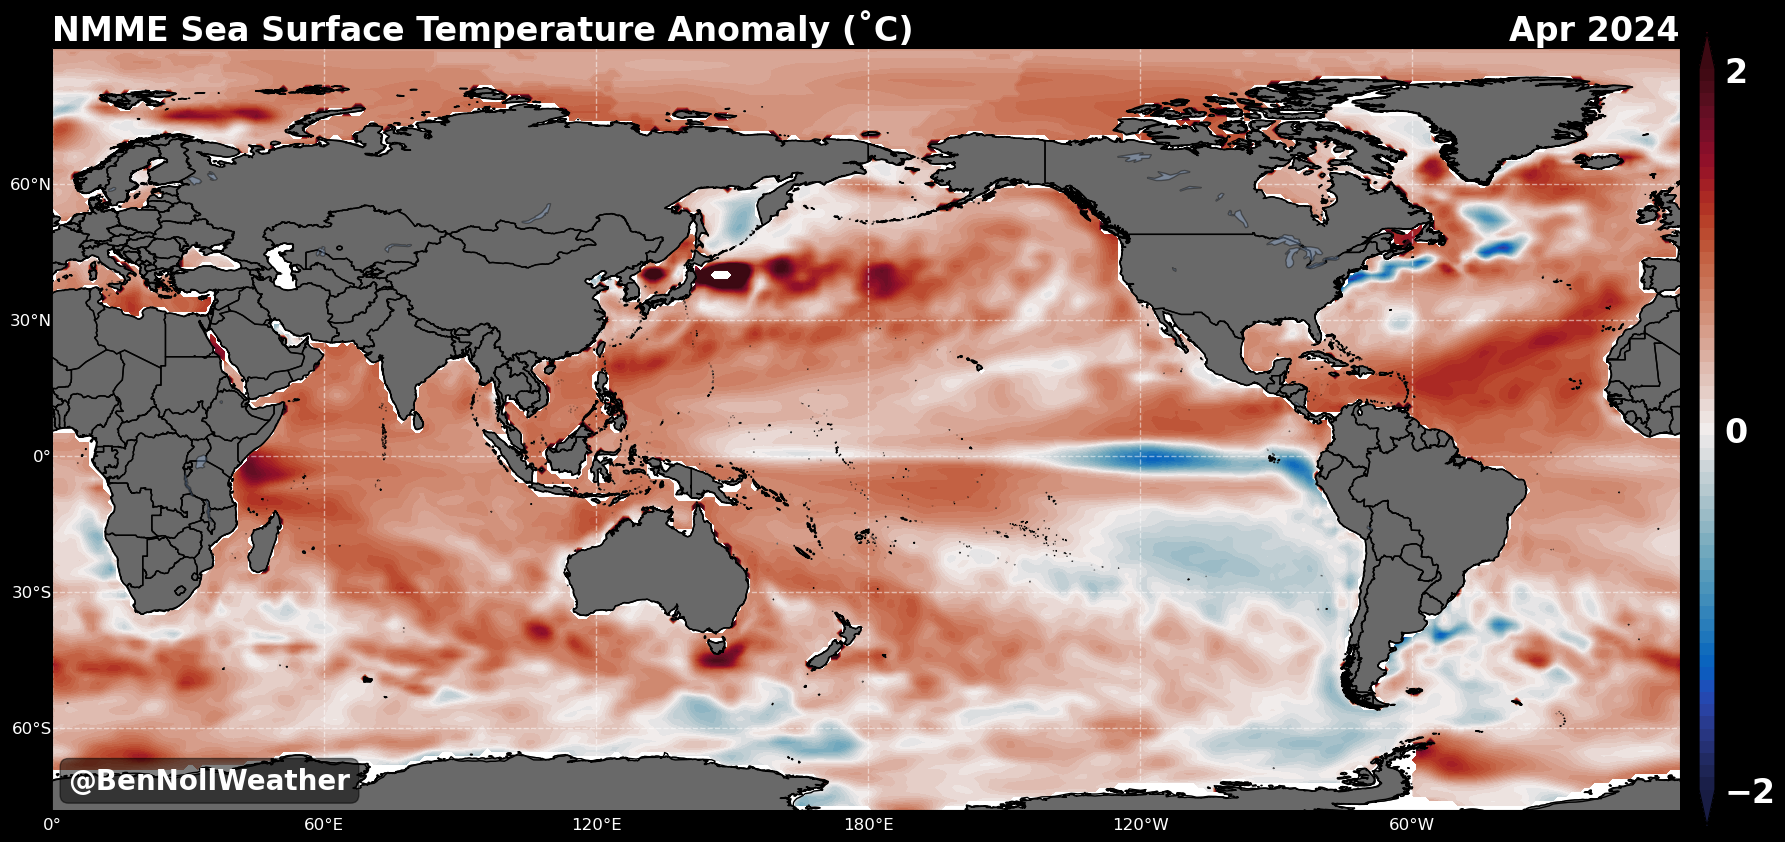 NMME Sea Surface Temperature Anomaly (˚C)
Apr 2024
2
0
−2
60°N
30°N
0°
30°S
60°S
@BenNollWeather
0°
60°E
120°E
180°E
120°W
60°W